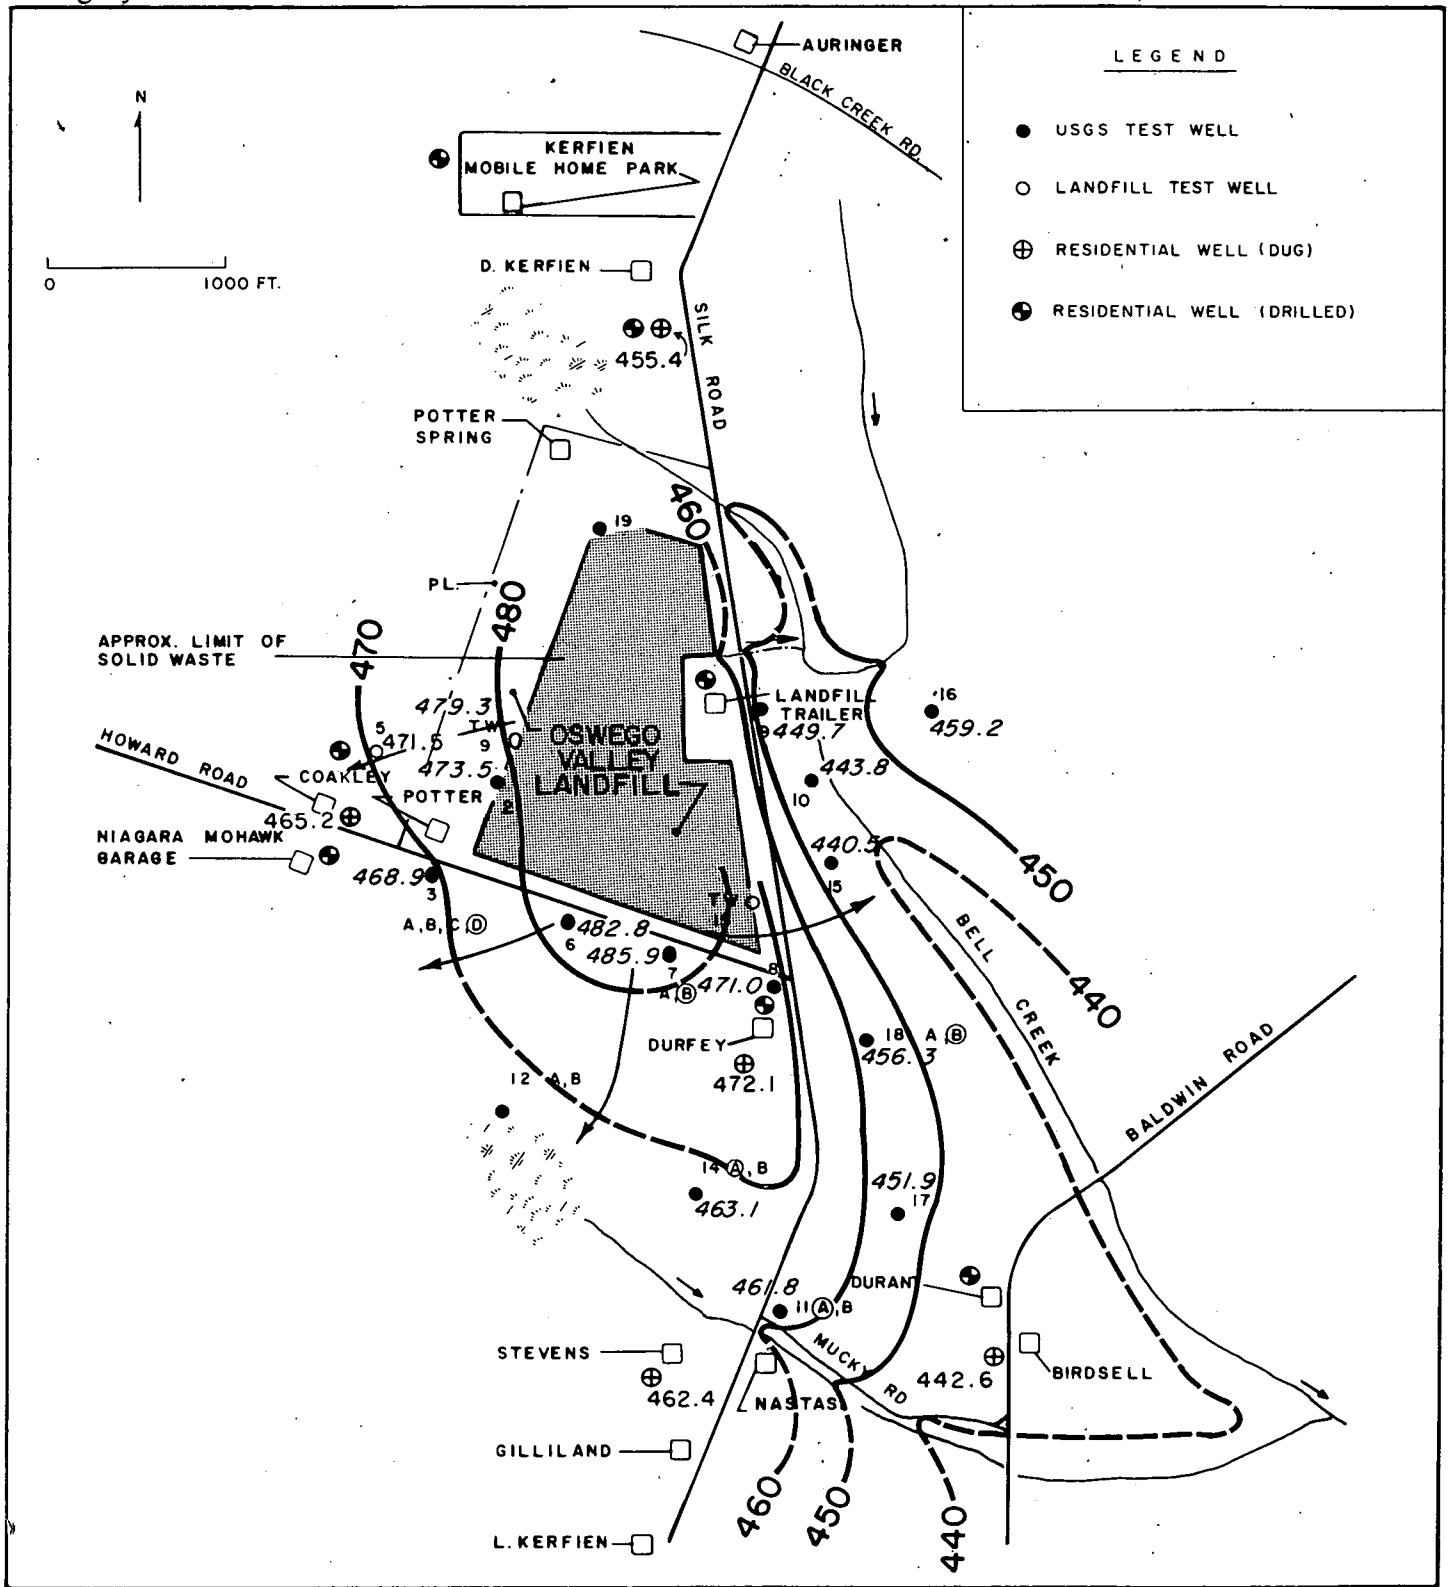 AURINGER
BLACK CREEK RD.
LEGEND
USGS TEST WELL
LANDFILL TEST WELL
RESIDENTIAL WELL (DUG)
RESIDENTIAL WELL (DRILLED)
N
0 1000 FT.
KERFIEN
MOBILE HOME PARK
D. KERFIEN
455.4
SILK ROAD
POTTER
SPRING
460
19
PL.
480
470
APPROX. LIMIT OF
SOLID WASTE
479.3
T.W.
9
5
471.5
473.5
2
OSWEGO
VALLEY
LANDFILL
LANDFILL
TRAILER
9
449.7
16
459.2
443.8
10
440.5
15
450
HOWARD ROAD
COAKLEY
POTTER
465.2
NIAGARA MOHAWK
GARAGE
468.9
3
A, B, C, D
482.8
6
485.9
7
A, B
TW
13
8
471.0
DURFEY
472.1
18 A, B
456.3
BELL CREEK
440
BALDWIN ROAD
12 A, B
14 A, B
463.1
451.9
17
461.8
11 A, B
DURANT
STEVENS
462.4
NASTASI
MUCKY RD
442.6
BIRDSELL
GILLILAND
L. KERFIEN
460
450
440